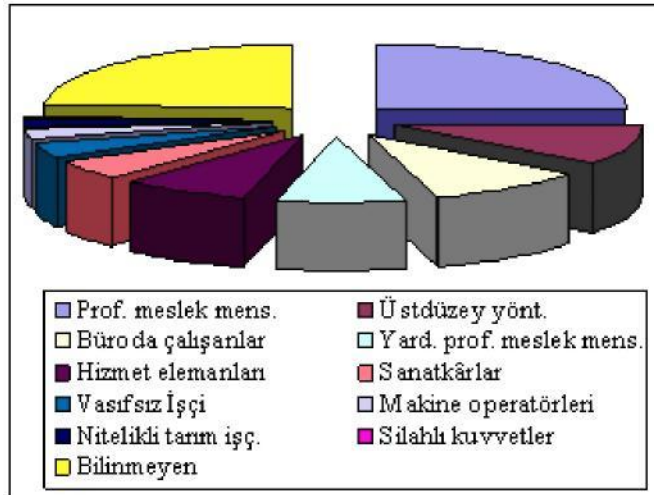 Prof. meslek mens.
Üstdüzey yönt.
Büroda çalışanlar
Yard. prof. meslek mens.
Hizmet elemanları
Sanatkârlar
Vasıfsız İşçi
Makine operatörleri
Nitelikli tarım işç.
Silahlı kuvvetler
Bilinmeyen